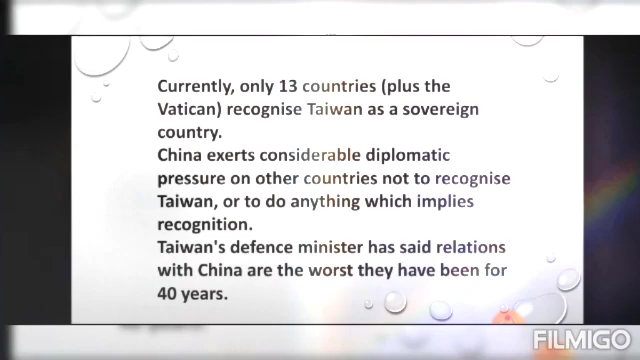 Currently, only 13 countries (plus the
Vatican) recognise Taiwan as a sovereign
country.
China exerts considerable diplomatic
pressure on other countries not to recognise
Taiwan, or to do anything which implies
recognition.
Taiwan's defence minister has said relations
with China are the worst they have been for
40 years.
FILMIGO